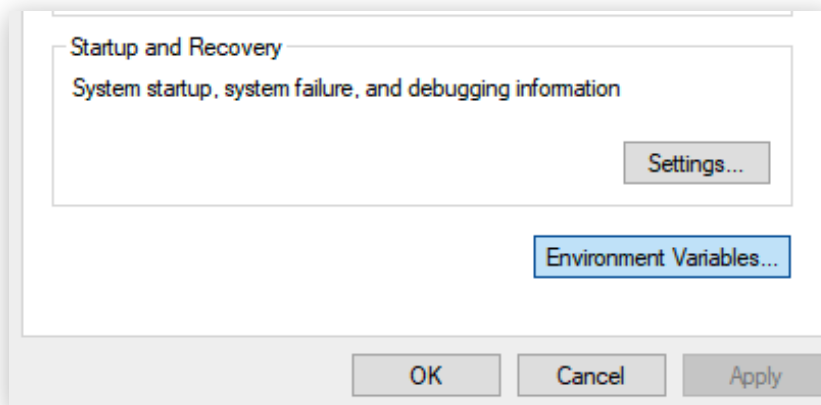 Startup and Recovery
System startup, system failure, and debugging information
Settings...
Environment Variables...
OK Cancel Apply